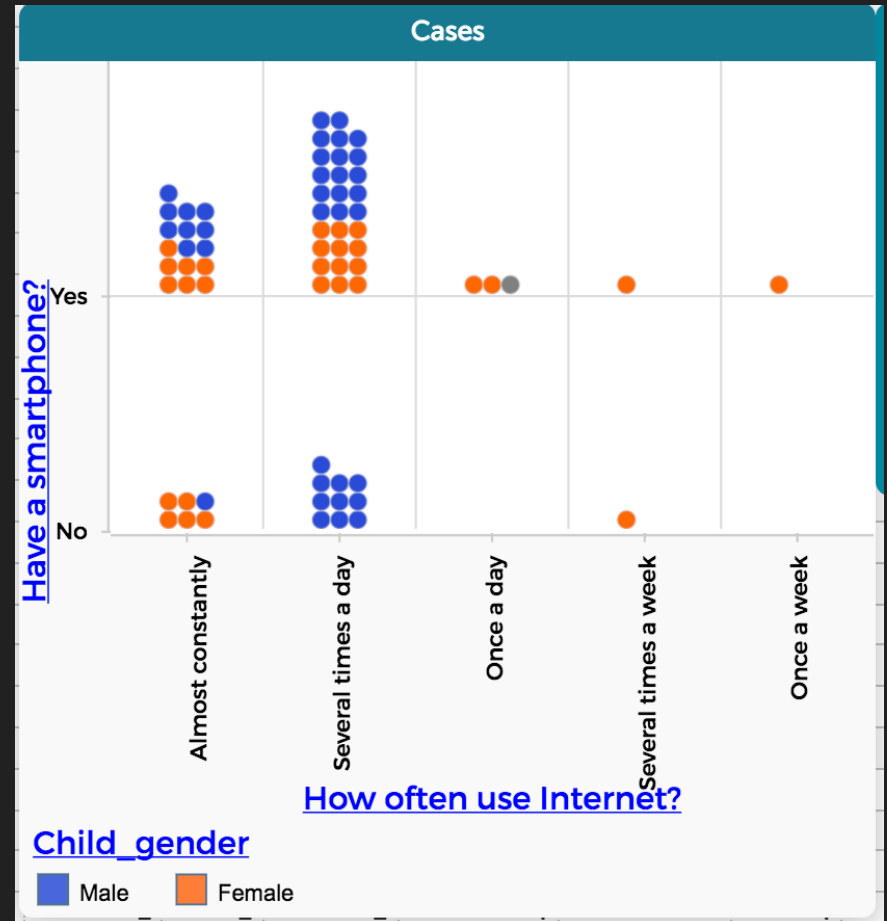 Cases
Have a smartphone?
Yes
No
Almost constantly
Several times a day
Once a day
Several times a week
Once a week
How often use Internet?
Child_gender
Male
Female